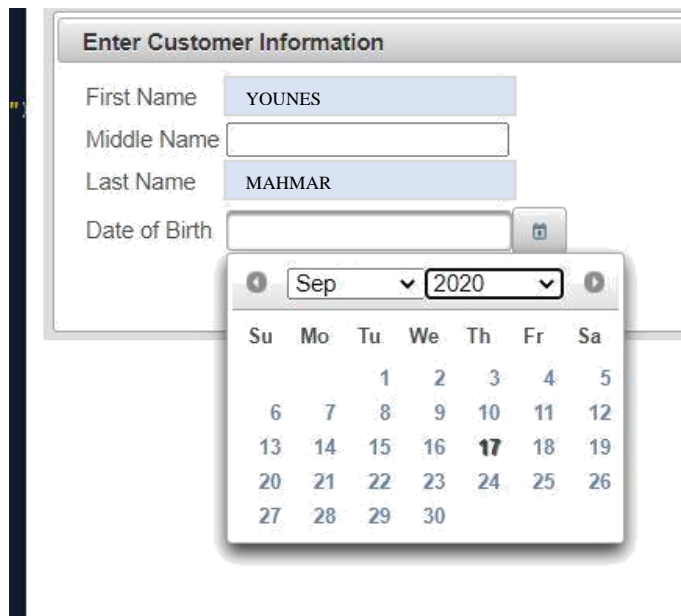 Enter Customer Information
")
First Name YOUNES
Middle Name
Last Name MAHMAR
Date of Birth
Sep 2020
Su Mo Tu We Th Fr Sa
1 2 3 4 5
6 7 8 9 10 11 12
13 14 15 16 17 18 19
20 21 22 23 24 25 26
27 28 29 30